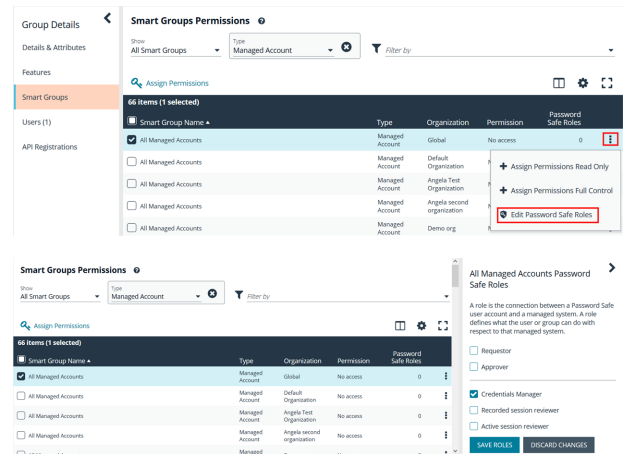 Group Details
Details & Attributes
Features
Smart Groups
Users (1)
API Registrations
Smart Groups Permissions
Show
All Smart Groups
Type
Managed Account
Filter by
Assign Permissions
66 items (1 selected)
Smart Group Name
Type
Organization
Permission
Password Safe Roles
All Managed Accounts
Managed Account
Global
No access
0
All Managed Accounts
Managed Account
Default Organization
All Managed Accounts
Managed Account
Angela Test Organization
All Managed Accounts
Managed Account
Angela second organization
All Managed Accounts
Managed Account
Demo org
Assign Permissions Read Only
Assign Permissions Full Control
Edit Password Safe Roles
Smart Groups Permissions
Show
All Smart Groups
Type
Managed Account
Filter by
Assign Permissions
66 items (1 selected)
Smart Group Name
Type
Organization
Permission
Password Safe Roles
All Managed Accounts
Managed Account
Global
No access
0
All Managed Accounts
Managed Account
Default Organization
No access
0
All Managed Accounts
Managed Account
Angela Test Organization
No access
0
All Managed Accounts
Managed Account
Angela second organization
No access
0
Managed
All Managed Accounts Password
Safe Roles
A role is the connection between a Password Safe
user account and a managed system. A role
defines what the user or group can do with
respect to that managed system.
Requestor
Approver
Credentials Manager
Recorded session reviewer
Active session reviewer
SAVE ROLES
DISCARD CHANGES